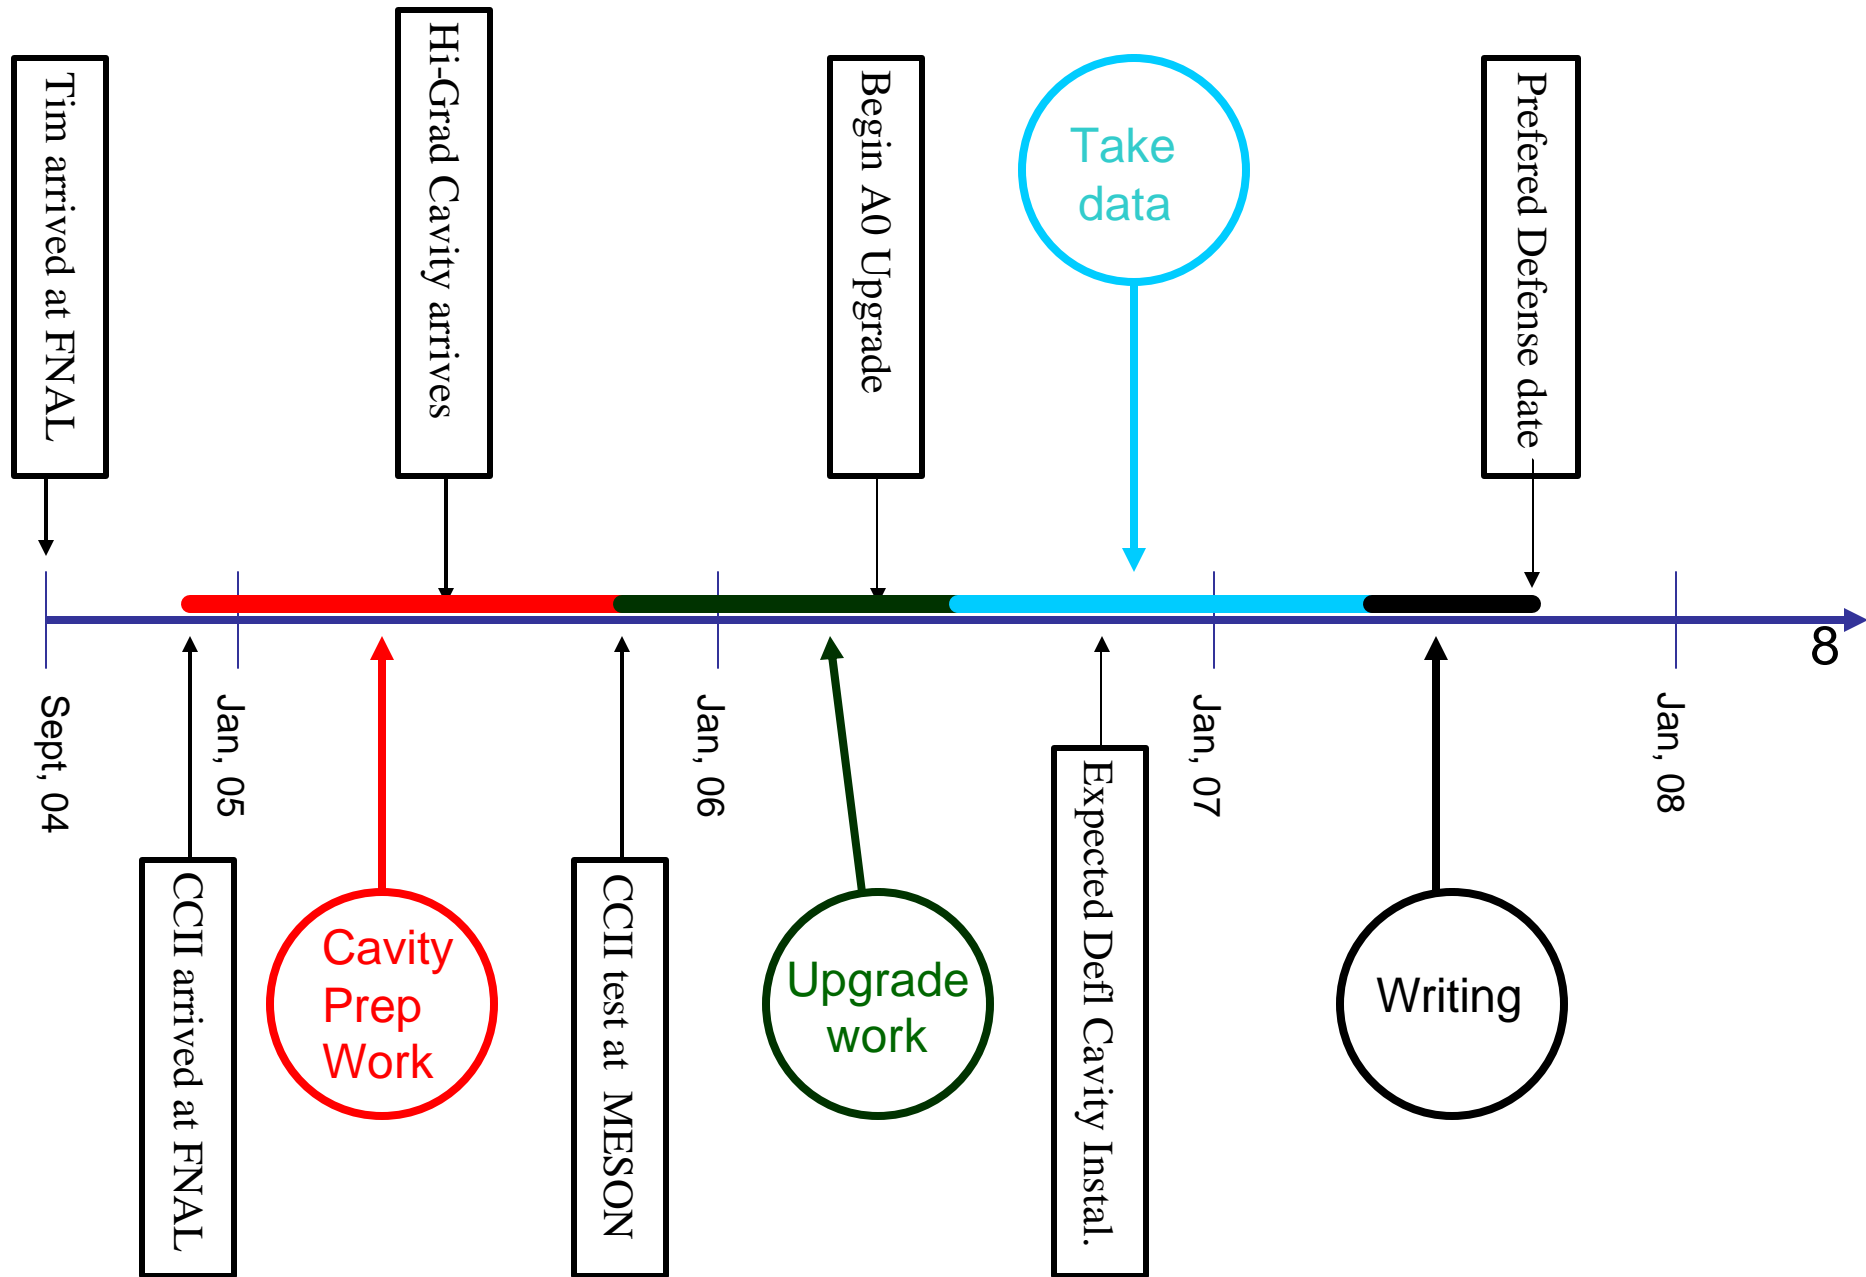 Tim arrived at FNAL
Hi-Grad Cavity arrives
Begin A0 Upgrade
Take
data
Prefered Defense date
Sept, 04
Jan, 05
Jan, 06
Jan, 07
Jan, 08
8
CCII arrived at FNAL
Cavity
Prep
Work
CCII test at MESON
Upgrade
work
Expected Defl Cavity Instal.
Writing